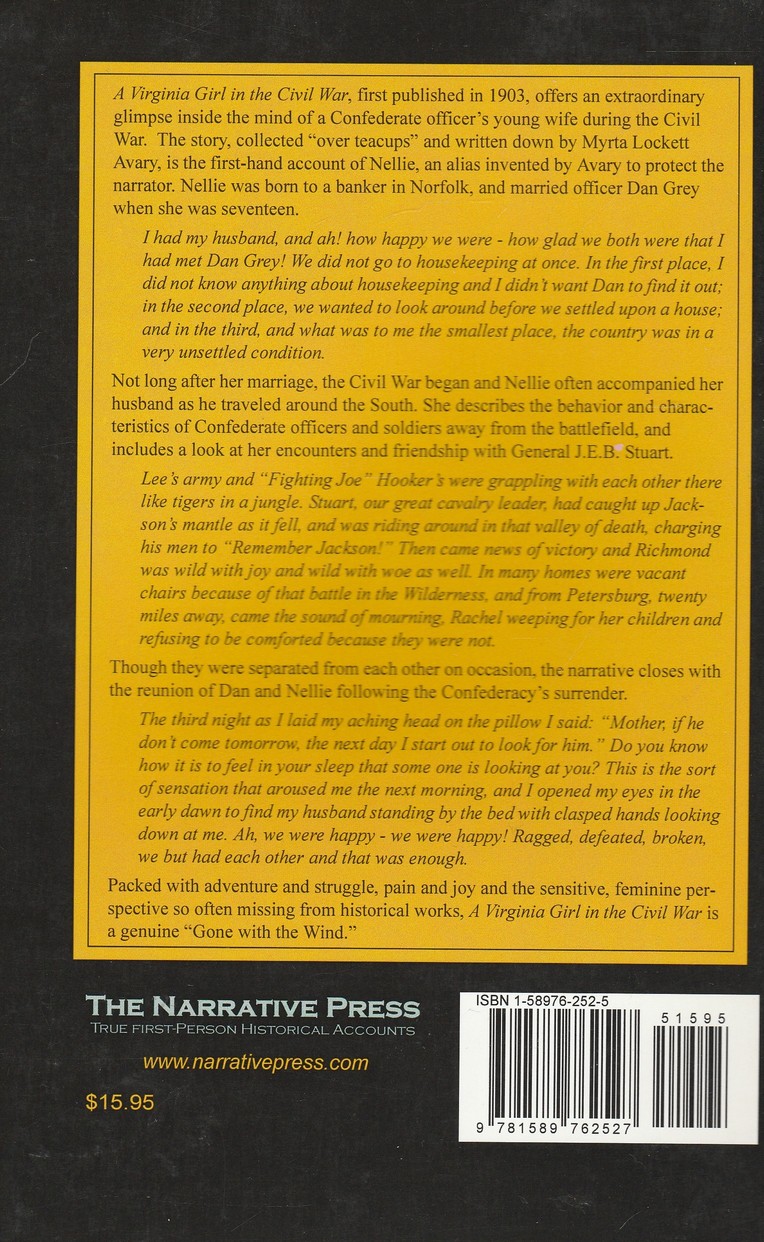 A Virginia Girl in the Civil War, first published in 1903, offers an extraordinary
glimpse inside the mind of a Confederate officer's young wife during the Civil
War.  The story, collected “over teacups” and written down by Myrta Lockett
Avary, is the first-hand account of Nellie, an alias invented by Avary to protect the
narrator. Nellie was born to a banker in Norfolk, and married officer Dan Grey
when she was seventeen.
I had my husband, and ah! how happy we were - how glad we both were that I
had met Dan Grey! We did not go to housekeeping at once. In the first place, I
did not know anything about housekeeping and I didn't want Dan to find it out;
in the second place, we wanted to look around before we settled upon a house;
and in the third, and what was to me the smallest place, the country was in a
very unsettled condition.
Not long after her marriage, the Civil War began and Nellie often accompanied her
husband as he traveled around the South. She describes the behavior and charac-
teristics of Confederate officers and soldiers away from the battlefield, and
includes a look at her encounters and friendship with General J.E.B. Stuart.
Lee's army and “Fighting Joe” Hooker's were grappling with each other there
like tigers in a jungle. Stuart, our great cavalry leader, had caught up Jack-
son's mantle as it fell, and was riding around in that valley of death, charging
his men to “Remember Jackson!” Then came news of victory and Richmond
was wild with joy and wild with woe as well. In many homes were vacant
chairs because of that battle in the Wilderness, and from Petersburg, twenty
miles away, came the sound of mourning, Rachel weeping for her children and
refusing to be comforted because they were not.
Though they were separated from each other on occasion, the narrative closes with
the reunion of Dan and Nellie following the Confederacy's surrender.
The third night as I laid my aching head on the pillow I said: “Mother, if he
don't come tomorrow, the next day I start out to look for him.” Do you know
how it is to feel in your sleep that some one is looking at you? This is the sort
of sensation that aroused me the next morning, and I opened my eyes in the
early dawn to find my husband standing by the bed with clasped hands looking
down at me. Ah, we were happy - we were happy! Ragged, defeated, broken,
we but had each other and that was enough.
Packed with adventure and struggle, pain and joy and the sensitive, feminine per-
spective so often missing from historical works, A Virginia Girl in the Civil War is
a genuine “Gone with the Wind.”
THE NARRATIVE PRESS
TRUE FIRST-PERSON HISTORICAL ACCOUNTS
www.narrativepress.com
$15.95
ISBN 1-58976-252-5
51595
9 781589 762527